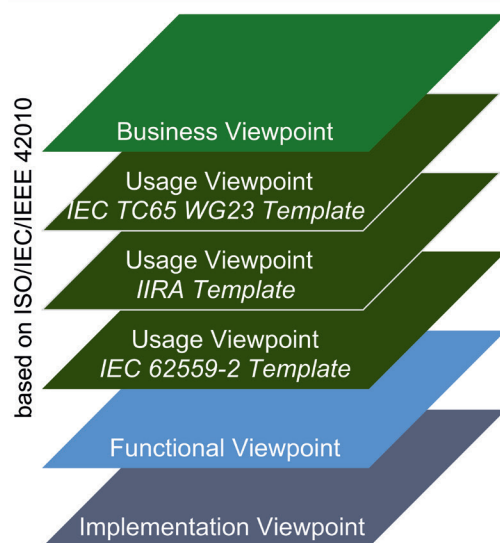 based on ISO/IEC/IEEE 42010
Business Viewpoint
Usage Viewpoint
IEC TC65 WG23 Template
Usage Viewpoint
IIRA Template
Usage Viewpoint
IEC 62559-2 Template
Functional Viewpoint
Implementation Viewpoint